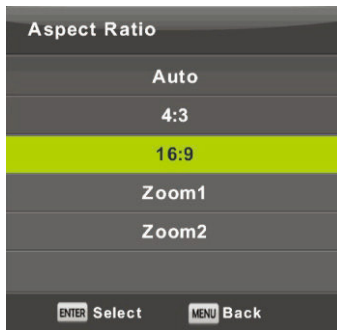 Aspect Ratio
Auto
4:3
16:9
Zoom1
Zoom2
ENTER Select MENU Back